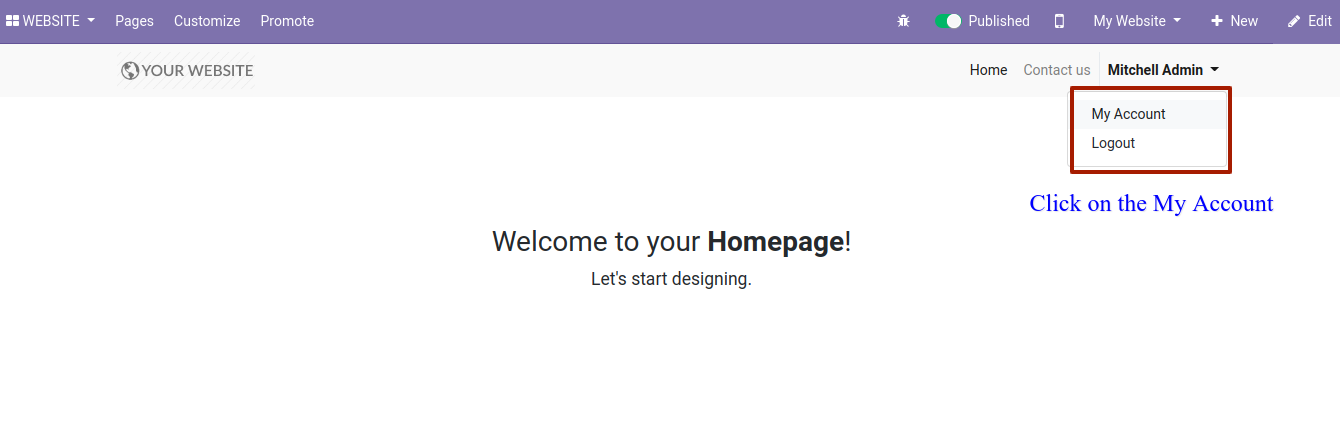 WEBSITE Pages Customize Promote Published My Website New Edit
YOUR WEBSITE Home Contact us Mitchell Admin
My Account
Logout
Click on the My Account
Welcome to your Homepage!
Let's start designing.